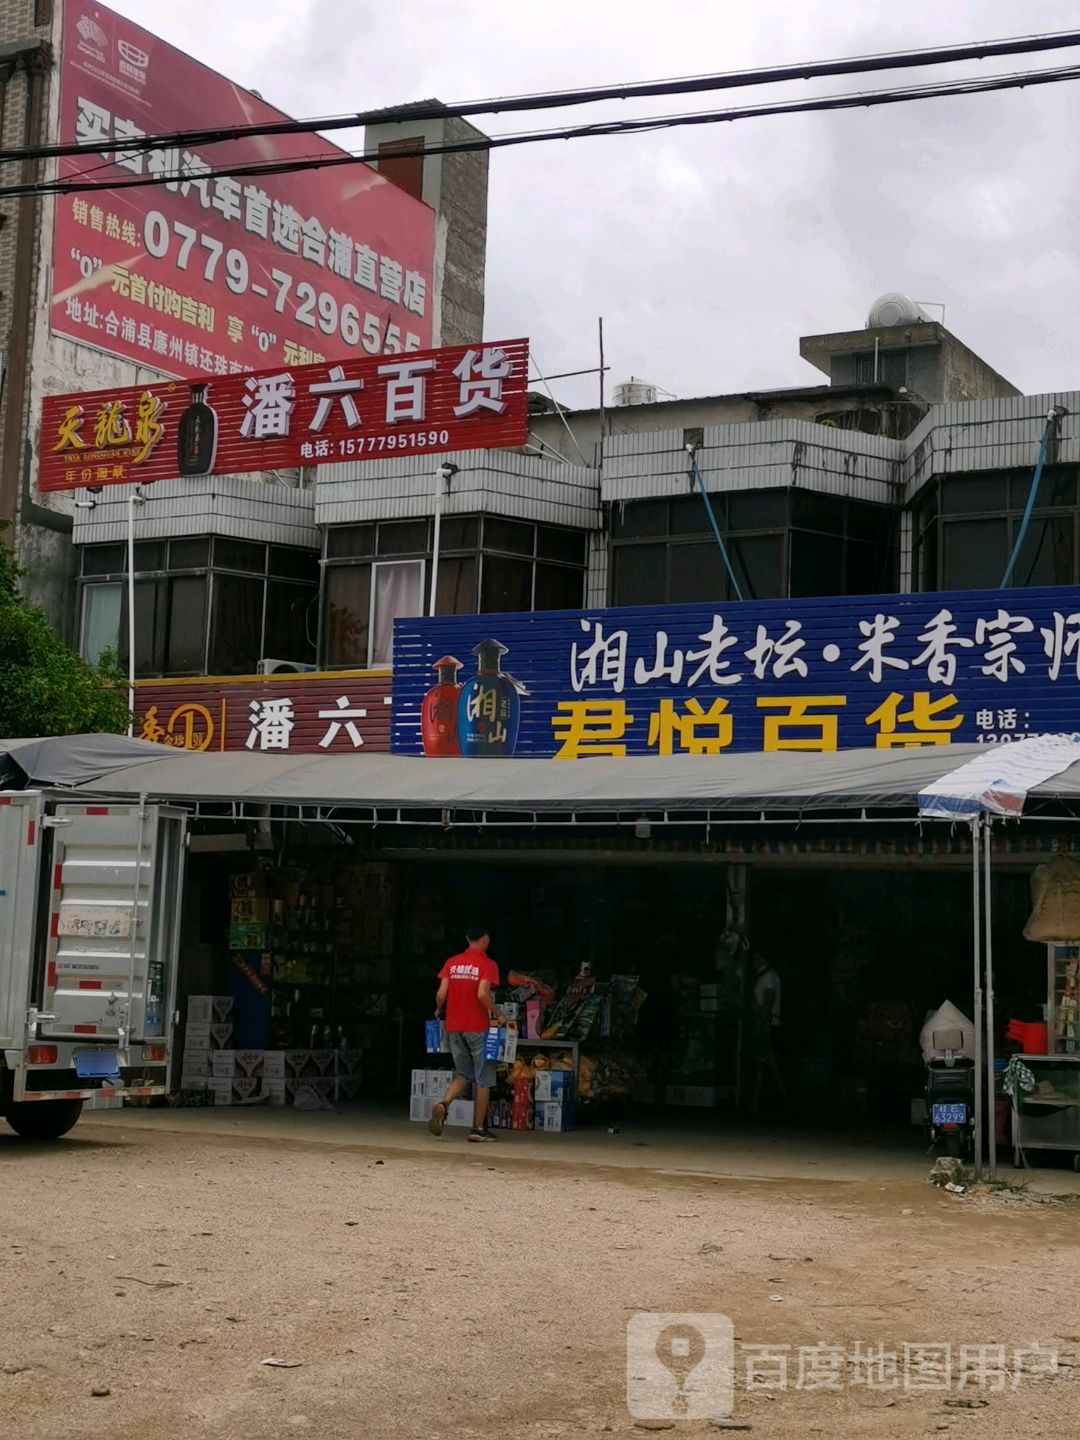 买吉利汽车首选合浦直营店
销售热线:0779-7296555
“0”元首付购吉利 享“0”元利
地址:合浦县廉州镇还珠南
天龍泉
年份陶藏
潘六百货
电话: 15777951590
潘六
湘山老坛·米香宗师
湘山
君悦百货
电话:
63299
百度地图用户